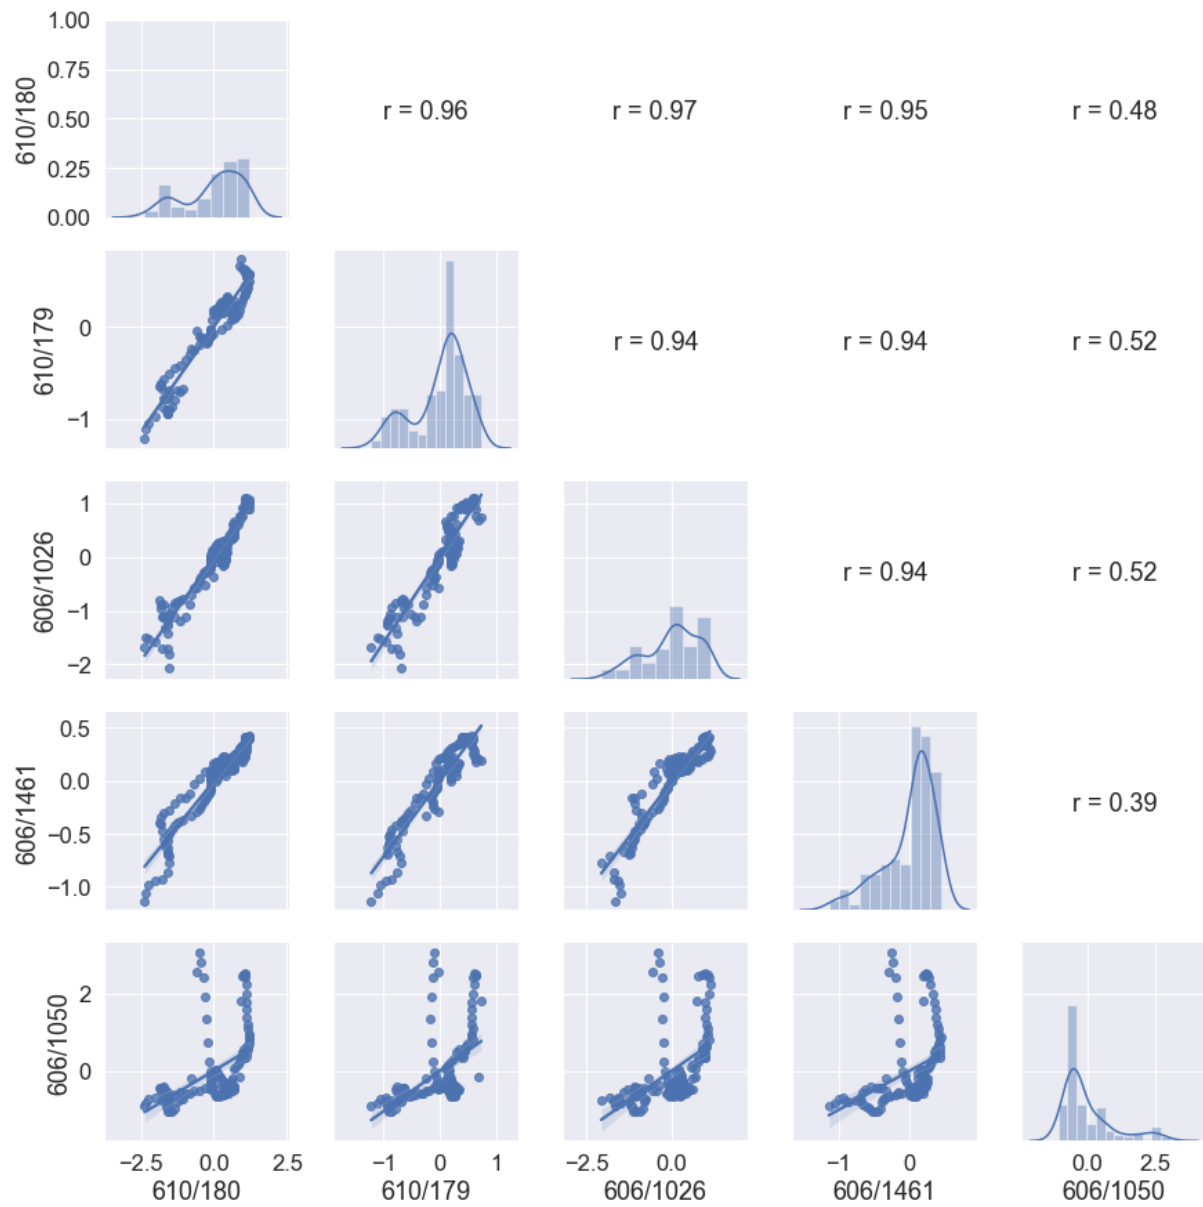 1.00
0.75
0.50
0.25
0.00
610/180
r = 0.96
r = 0.97
r = 0.95
r = 0.48
0
−1
610/179
r = 0.94
r = 0.94
r = 0.52
1
0
−1
−2
606/1026
r = 0.94
r = 0.52
0.5
0.0
−0.5
−1.0
606/1461
r = 0.39
2
0
606/1050
−2.5 0.0 2.5
−1 0 1
−2.5 0.0 2.5
−1 0
0.0 2.5
610/180
610/179
606/1026
606/1461
606/1050